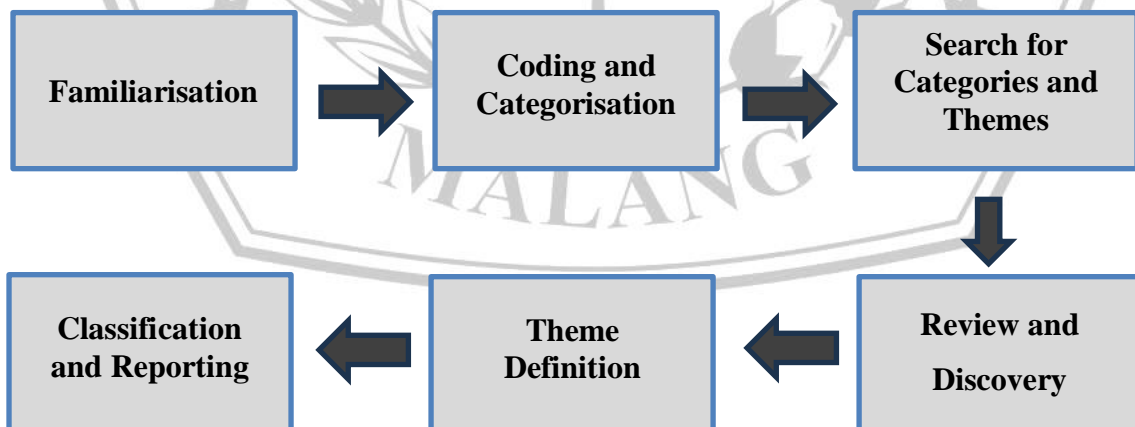 Familiarisation
Coding and
Categorisation
Search for
Categories and
Themes
MALANG
Classification
and Reporting
Theme
Definition
Review and
Discovery